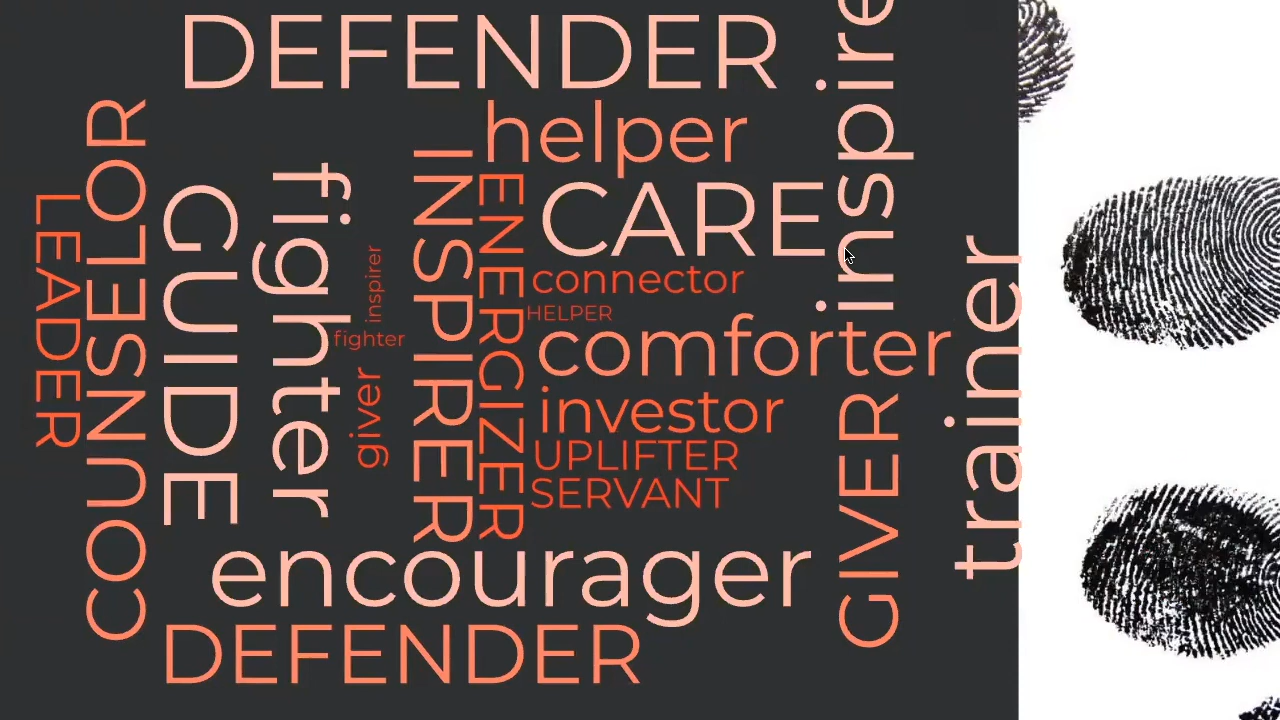 DEFENDER
inspire
helper
COUNSELOR
INSPIRER
fighter
ENERGIZER
CARE
GUIDE
LEADER
trainer
inspirer
connector
HELPER
comforter
fighter
giver
investor
GIVER
UPLIFTER
SERVANT
encourager
DEFENDER